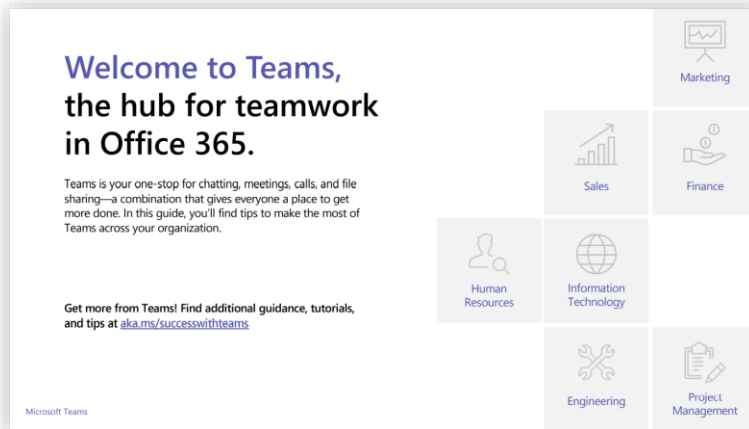 Welcome to Teams,
the hub for teamwork
in Office 365.
Teams is your one-stop for chatting, meetings, calls, and file
sharing—a combination that gives everyone a place to get
more done. In this guide, you’ll find tips to make the most of
Teams across your organization.
Get more from Teams! Find additional guidance, tutorials,
and tips at aka.ms/successwithteams
Microsoft Teams
Marketing
Sales
Finance
Human
Resources
Information
Technology
Engineering
Project
Management